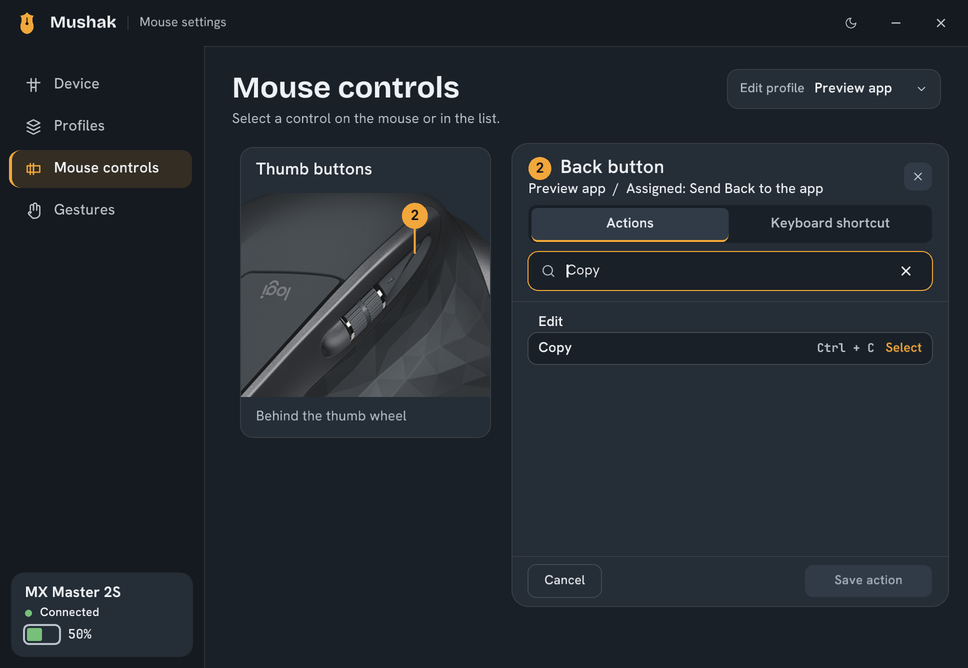 Mushak
Mouse settings
Device
Profiles
Mouse controls
Gestures
MX Master 2S
Connected
50%
Mouse controls
Select a control on the mouse or in the list.
Edit profile Preview app
Thumb buttons
2
logi
Behind the thumb wheel
2 Back button
Preview app / Assigned: Send Back to the app
Actions
Keyboard shortcut
Copy
Edit
Copy Ctrl + C Select
Cancel
Save action